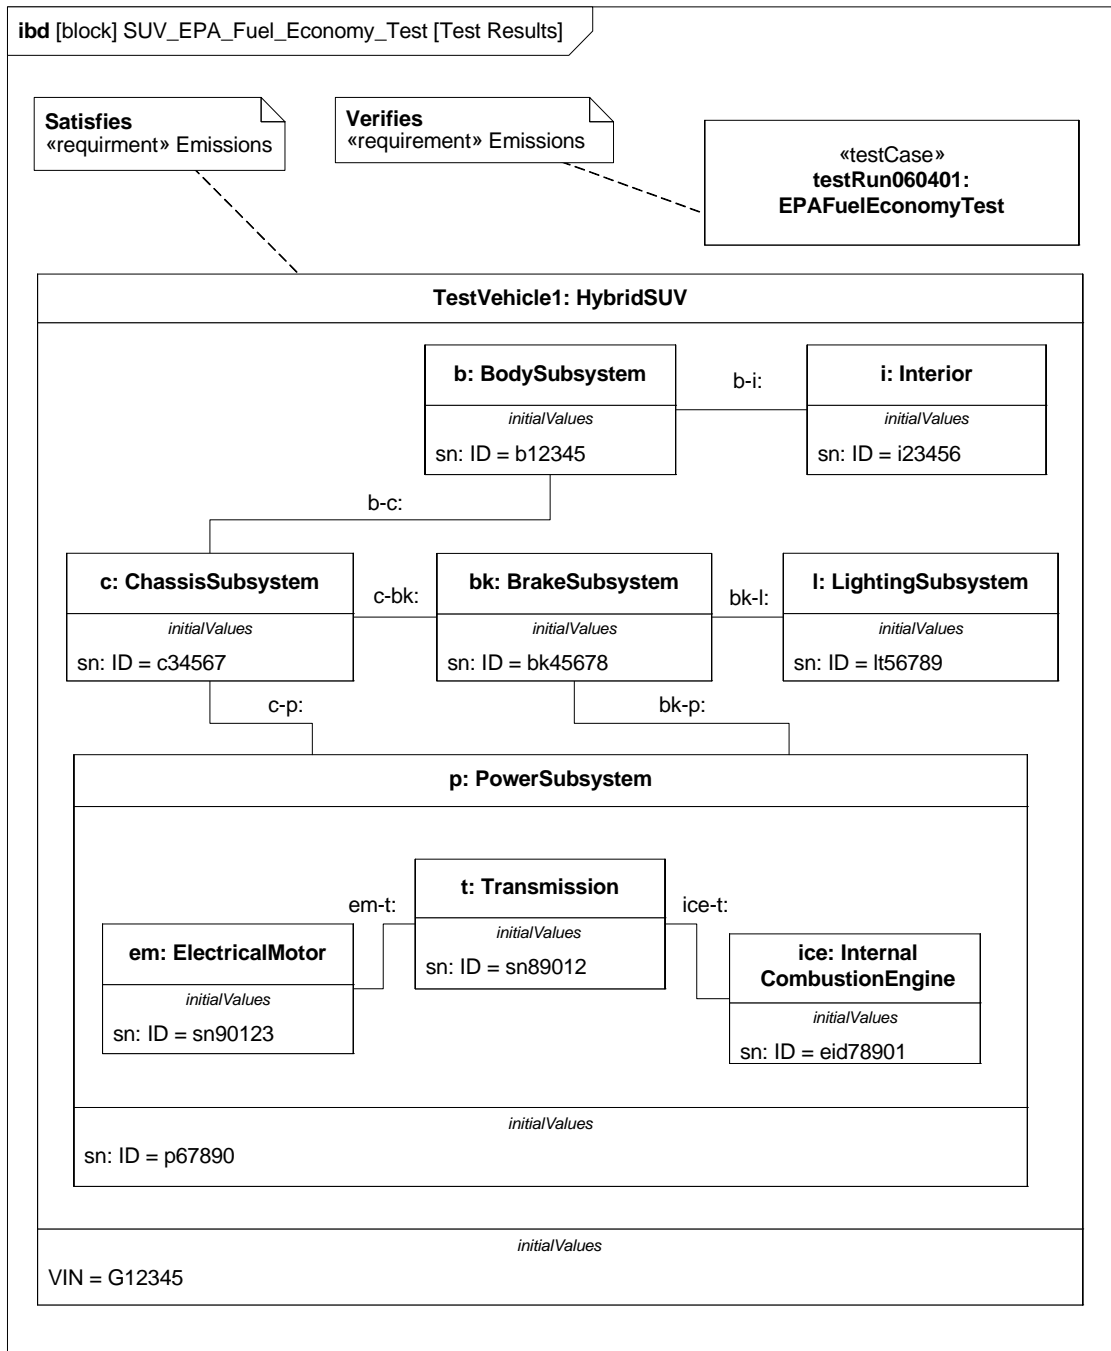 ibd [block] SUV_EPA_Fuel_Economy_Test [Test Results]
Satisfies
«requirment» Emissions
Verifies
«requirement» Emissions
«testCase»
testRun060401:
EPAFuelEconomyTest
TestVehicle1: HybridSUV
b: BodySubsystem
initialValues
sn: ID = b12345
b-i:
i: Interior
initialValues
sn: ID = i23456
b-c:
c: ChassisSubsystem
initialValues
sn: ID = c34567
c-bk:
bk: BrakeSubsystem
initialValues
sn: ID = bk45678
bk-l:
l: LightingSubsystem
initialValues
sn: ID = lt56789
c-p:
bk-p:
p: PowerSubsystem
em: ElectricalMotor
initialValues
sn: ID = sn90123
em-t:
t: Transmission
initialValues
sn: ID = sn89012
ice-t:
ice: Internal
CombustionEngine
initialValues
sn: ID = eid78901
initialValues
sn: ID = p67890
initialValues
VIN = G12345